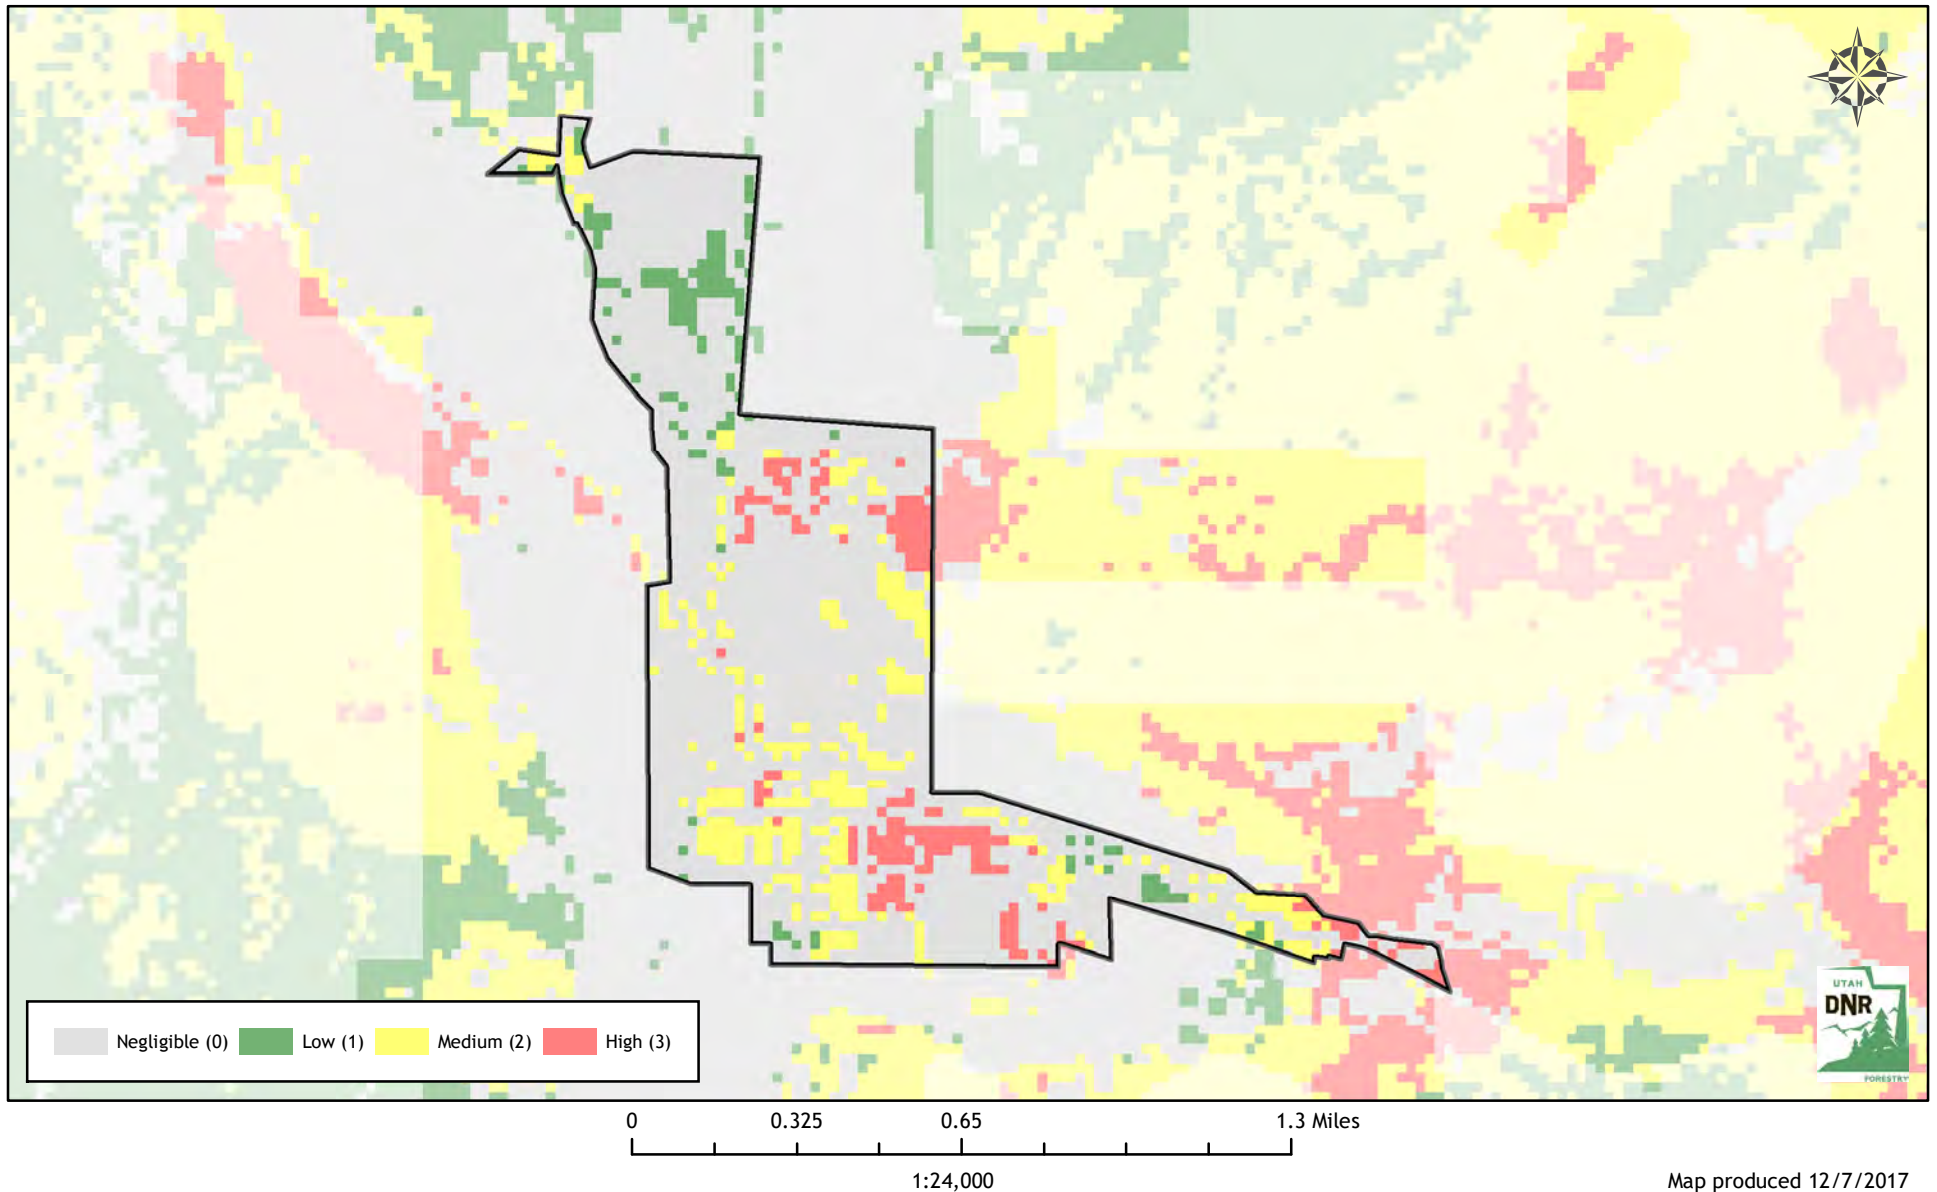 UTAH
DNR
FORESTRY
Negligible (0) Low (1) Medium (2) High (3)
0 0.325 0.65 1.3 Miles
1:24,000
Map produced 12/7/2017